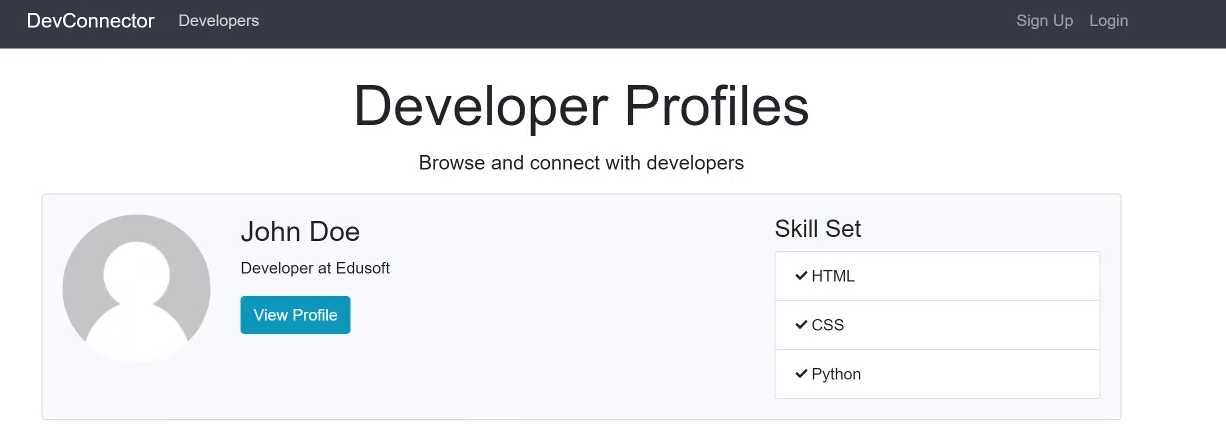 DevConnector Developers Sign Up Login
Developer Profiles
Browse and connect with developers
John Doe
Developer at Edusoft
View Profile
Skill Set
HTML
CSS
Python